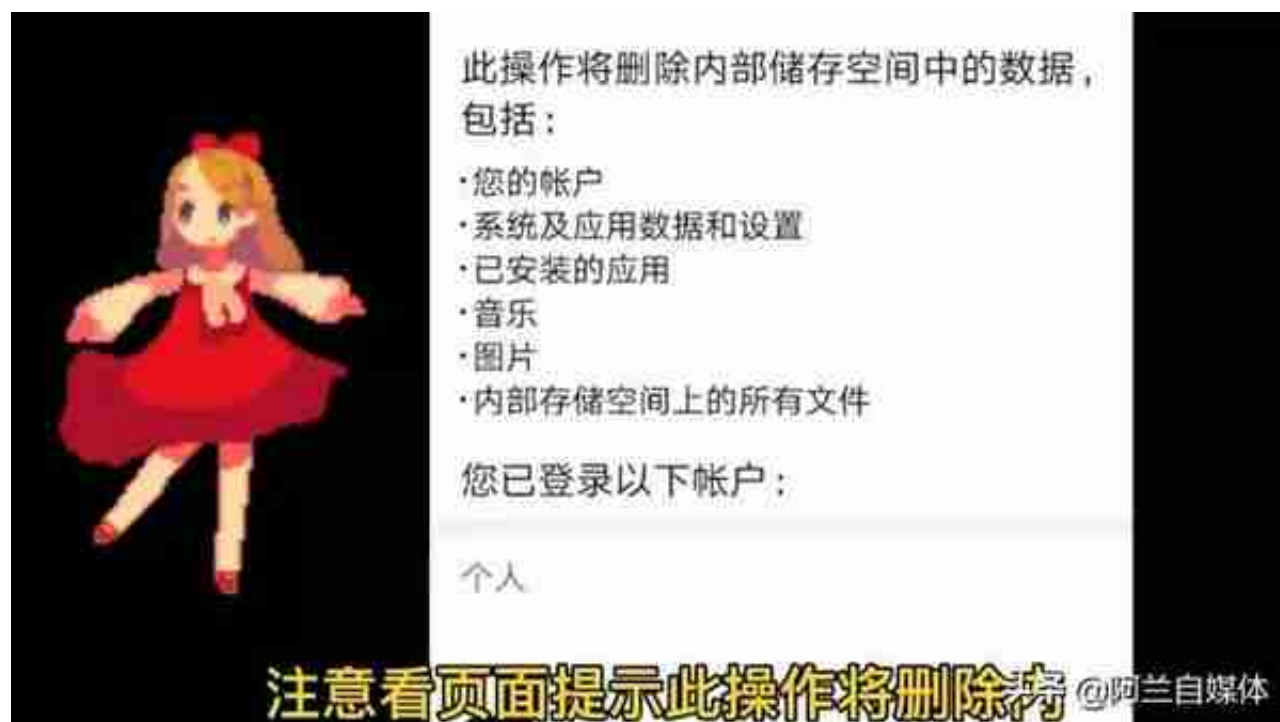 此操作将删除内部储存空间中的数据，
包括：
·您的帐户
·系统及应用数据和设置
·已安装的应用
·音乐
·图片
·内部存储空间上的所有文件
您已登录以下帐户：
个人
注意看页面提示此操作将删除内
头条 @阿兰自媒体